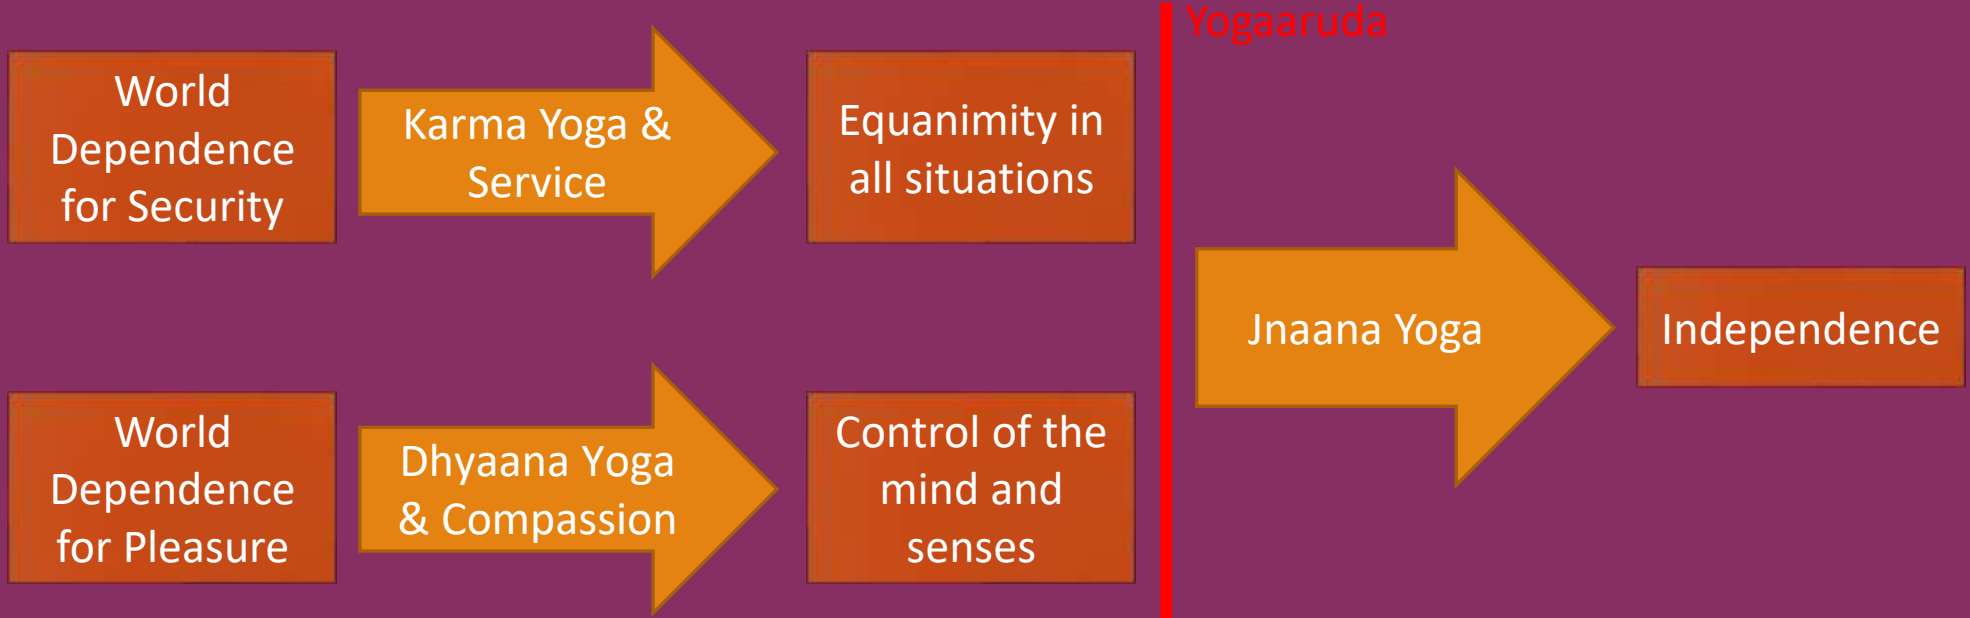 Yogaaruda
World
Dependence
for Security
Karma Yoga &
Service
Equanimity in
all situations
World
Dependence
for Pleasure
Dhyaana Yoga
& Compassion
Control of the
mind and
senses
Jnaana Yoga
Independence